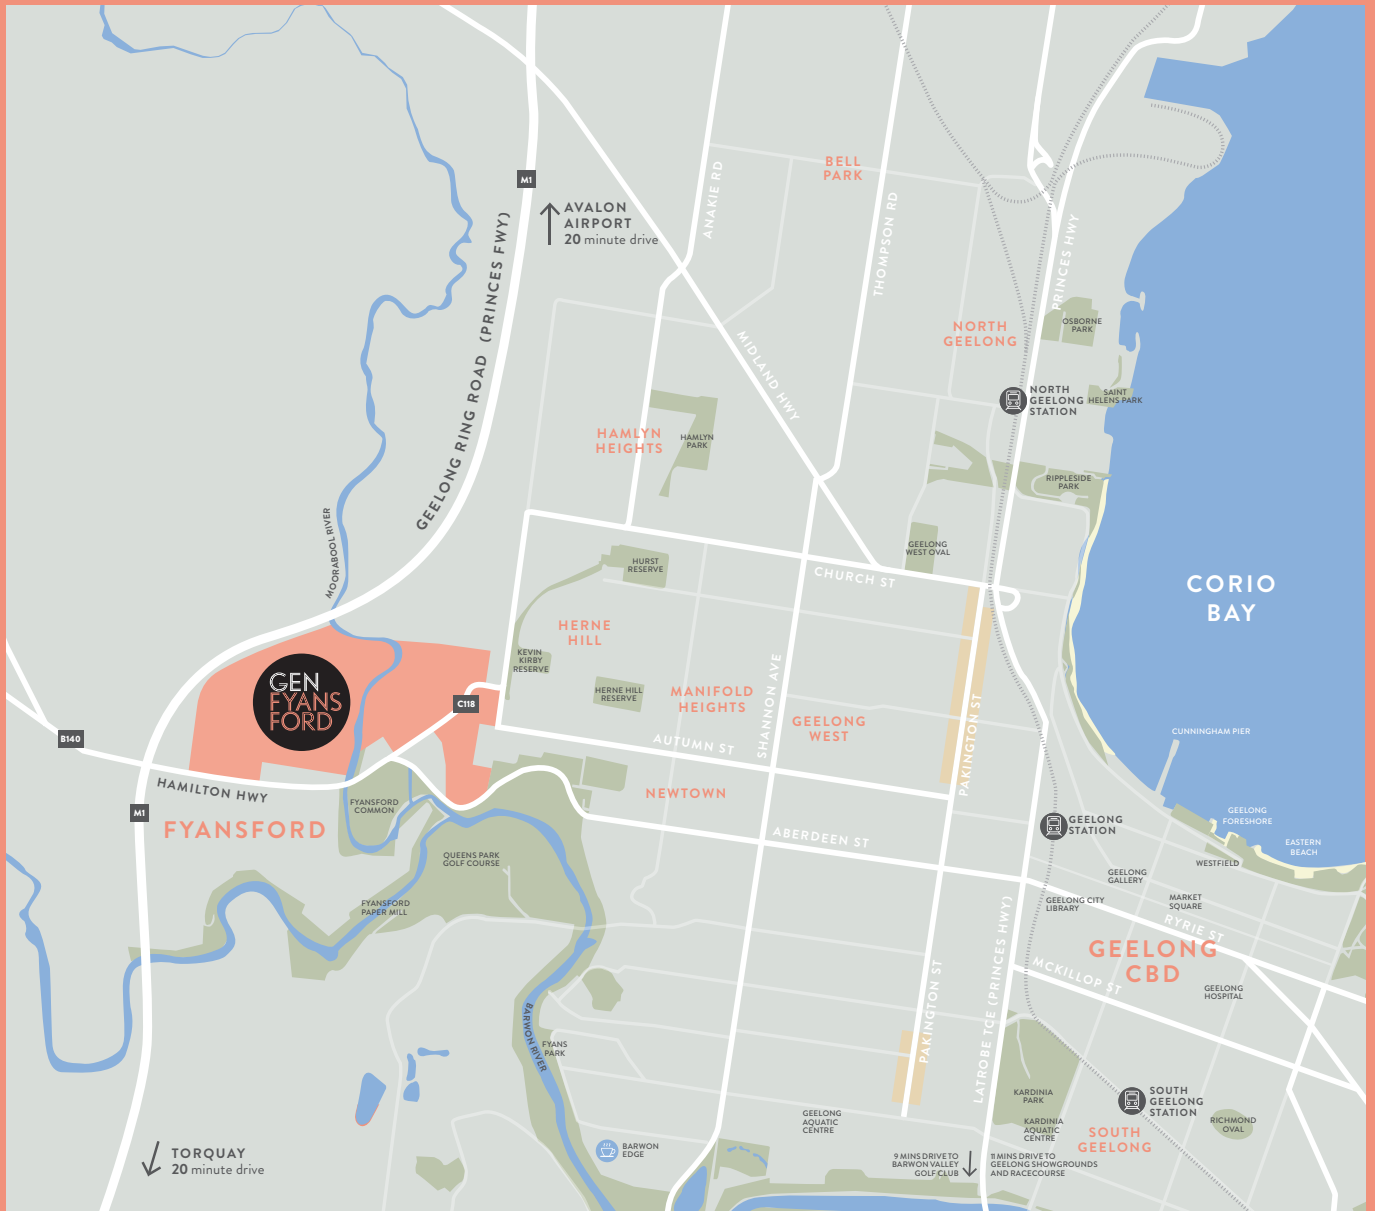 M1
AVALON
AIRPORT
20 minute drive
ANAKIE RD
BELL
PARK
THOMPSON RD
PRINCES HWY
GEELONG RING ROAD (PRINCES FWY)
NORTH
GEELONG
OSBORNE
PARK
MIDLAND HWY
NORTH
GEELONG
STATION
SAINT
HELENS PARK
HAMLYN
HEIGHTS
HAMLYN
PARK
RIPPLESIDE
PARK
MOORABOOL RIVER
GEELONG
WEST OVAL
HURST
RESERVE
CHURCH ST
CORIO
BAY
HERNE
HILL
KEVIN
KIRBY
RESERVE
HERNE HILL
RESERVE
MANIFOLD
HEIGHTS
SHANNON AVE
GEELONG
WEST
PAKINGTON ST
GEN
FYANS
FORD
C118
B140
AUTUMN ST
CUNNINGHAM PIER
HAMILTON HWY
M1
FYANSFORD
FYANSFORD
COMMON
NEWTOWN
ABERDEEN ST
GEELONG
STATION
GEELONG
FORESHORE
EASTERN
BEACH
QUEENS PARK
GOLF COURSE
WESTFIELD
GEELONG
GALLERY
FYANSFORD
PAPER MILL
GEELONG CITY
LIBRARY
MARKET
SQUARE
RYRIE ST
GEELONG
CBD
MCKILLOP ST
GEELONG
HOSPITAL
LATROBE TCE (PRINCES HWY)
PAKINGTON ST
BARWON RIVER
FYANS
PARK
KARDINIA
PARK
KARDINIA
AQUATIC
CENTRE
SOUTH
GEELONG
STATION
RICHMOND
OVAL
SOUTH
GEELONG
GEELONG
AQUATIC
CENTRE
BARWON
EDGE
TORQUAY
20 minute drive
9 MINS DRIVE TO
BARWON VALLEY
GOLF CLUB
11 MINS DRIVE TO
GEELONG SHOWGROUNDS
AND RACECOURSE